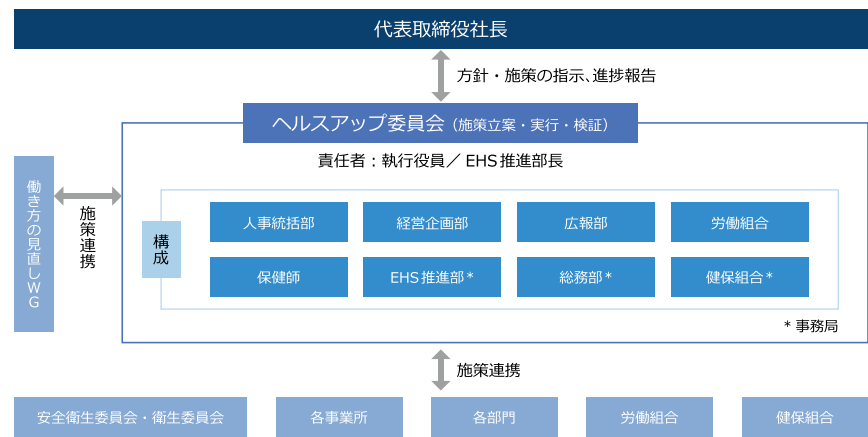 代表取締役社長
方針・施策の指示、進捗報告
ヘルスアップ委員会（施策立案・実行・検証）
責任者：執行役員／EHS推進部長
働き方の見直しWG
施策連携
構成
人事統括部
経営企画部
広報部
労働組合
保健師
EHS推進部*
総務部*
健保組合*
*事務局
施策連携
安全衛生委員会・衛生委員会
各事業所
各部門
労働組合
健保組合